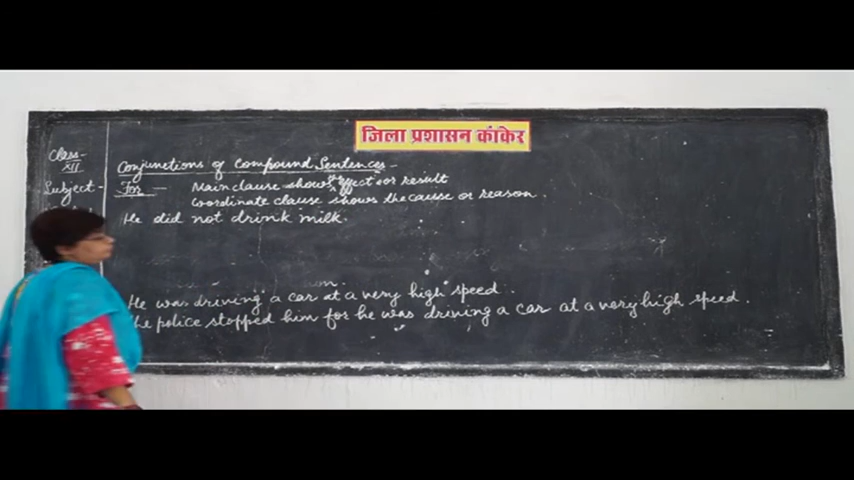 जिला प्रशासन कांकेर
Class-
XII
Subject-
Conjunctions of Compound Sentences-
For - Main clause shows the effect or result
Coordinate clause shows the cause or reason.
He did not drink milk.
He was driving a car at a very high speed.
The police stopped him for he was driving a car at a very high speed.